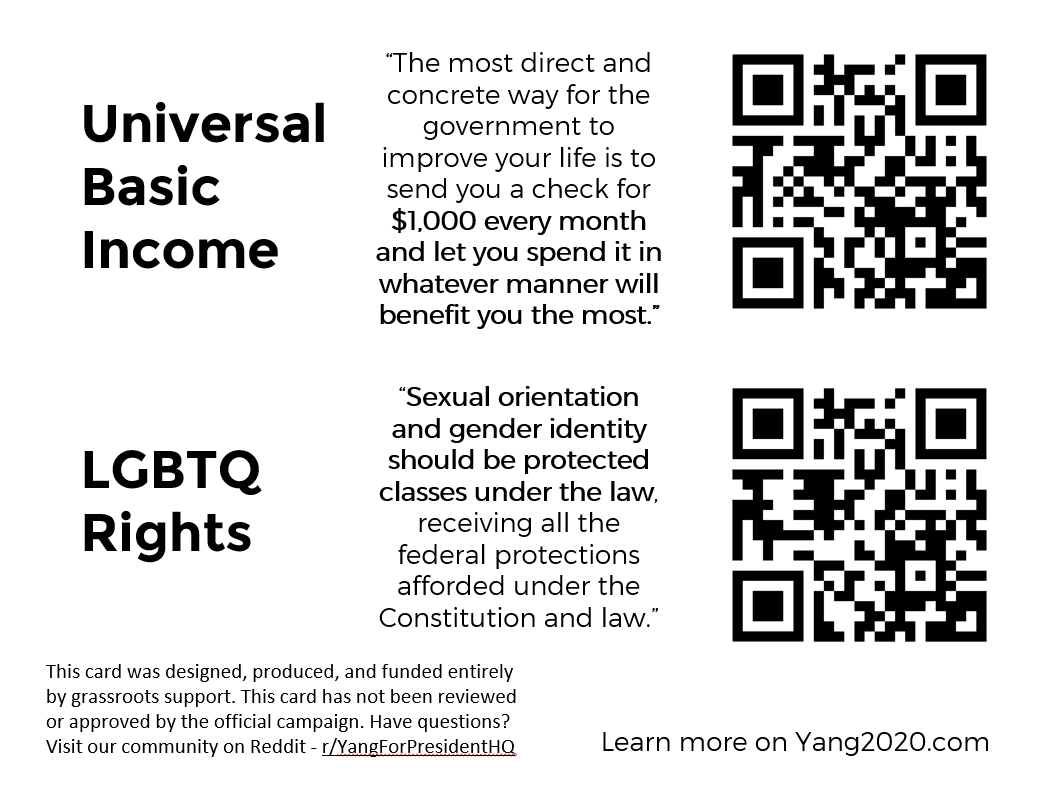 Universal
Basic
Income
“The most direct and
concrete way for the
government to
improve your life is to
send you a check for
$1,000 every month
and let you spend it in
whatever manner will
benefit you the most.”
LGBTQ
Rights
“Sexual orientation
and gender identity
should be protected
classes under the law,
receiving all the
federal protections
afforded under the
Constitution and law.”
This card was designed, produced, and funded entirely
by grassroots support. This card has not been reviewed
or approved by the official campaign. Have questions?
Visit our community on Reddit - r/YangForPresidentHQ
Learn more on Yang2020.com